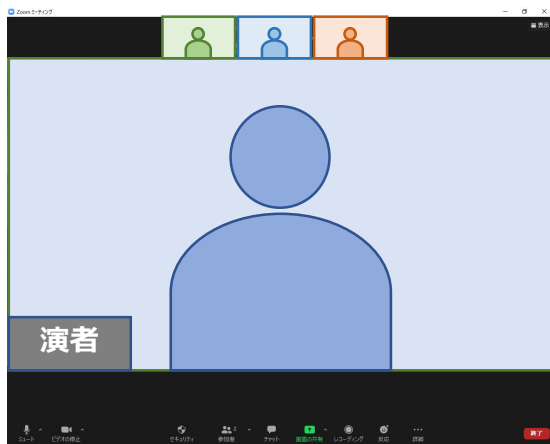 Zoom ミーティング
表示
演者
ミュート
ビデオの停止
セキュリティ
参加者
2
チャット
画面の共有
レコーディング
反応
詳細
終了